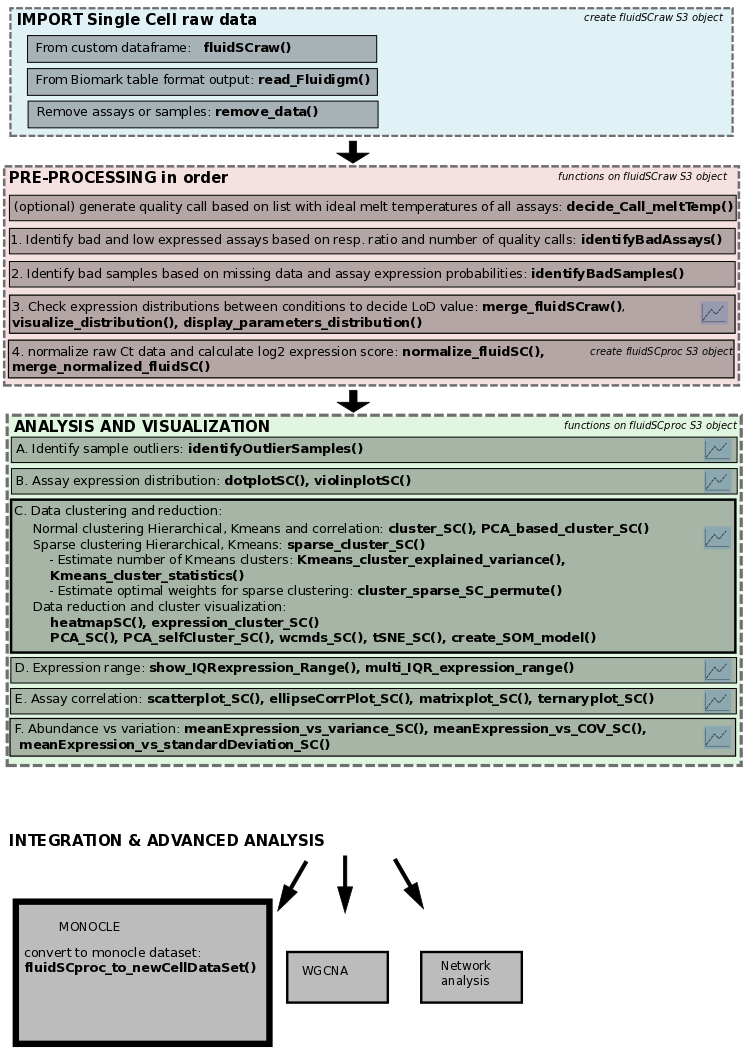 IMPORT Single Cell raw data
create fluidSCraw S3 object
From custom dataframe: fluidSCraw()
From Biomark table format output: read_Fluidigm()
Remove assays or samples: remove_data()
PRE-PROCESSING in order
functions on fluidSCraw S3 object
(optional) generate quality call based on list with ideal melt temperatures of all assays: decide_Call_meltTemp()
1. Identify bad and low expressed assays based on resp. ratio and number of quality calls: identifyBadAssays()
2. Identify bad samples based on missing data and assay expression probabilities: identifyBadSamples()
3. Check expression distributions between conditions to decide LoD value: merge_fluidSCraw(),
visualize_distribution(), display_parameters_distribution()
4. normalize raw Ct data and calculate log2 expression score: normalize_fluidSC(),
create fluidSCproc S3 object
merge_normalized_fluidSC()
ANALYSIS AND VISUALIZATION
functions on fluidSCproc S3 object
A. Identify sample outliers: identifyOutlierSamples()
B. Assay expression distribution: dotplotSC(), violinplotSC()
C. Data clustering and reduction:
Normal clustering Hierarchical, Kmeans and correlation: cluster_SC(), PCA_based_cluster_SC()
Sparse clustering Hierarchical, Kmeans: sparse_cluster_SC()
- Estimate number of Kmeans clusters: Kmeans_cluster_explained_variance(),
Kmeans_cluster_statistics()
- Estimate optimal weights for sparse clustering: cluster_sparse_SC_permute()
Data reduction and cluster visualization:
heatmapSC(), expression_cluster_SC()
PCA_SC(), PCA_selfCluster_SC(), wcmds_SC(), tSNE_SC(), create_SOM_model()
D. Expression range: show_IQRexpression_Range(), multi_IQR_expression_range()
E. Assay correlation: scatterplot_SC(), ellipseCorrPlot_SC(), matrixplot_SC(), ternaryplot_SC()
F. Abundance vs variation: meanExpression_vs_variance_SC(), meanExpression_vs_COV_SC(),
meanExpression_vs_standardDeviation_SC()
INTEGRATION & ADVANCED ANALYSIS
MONOCLE
convert to monocle dataset:
fluidSCproc_to_newCellDataSet()
WGCNA
Network
analysis